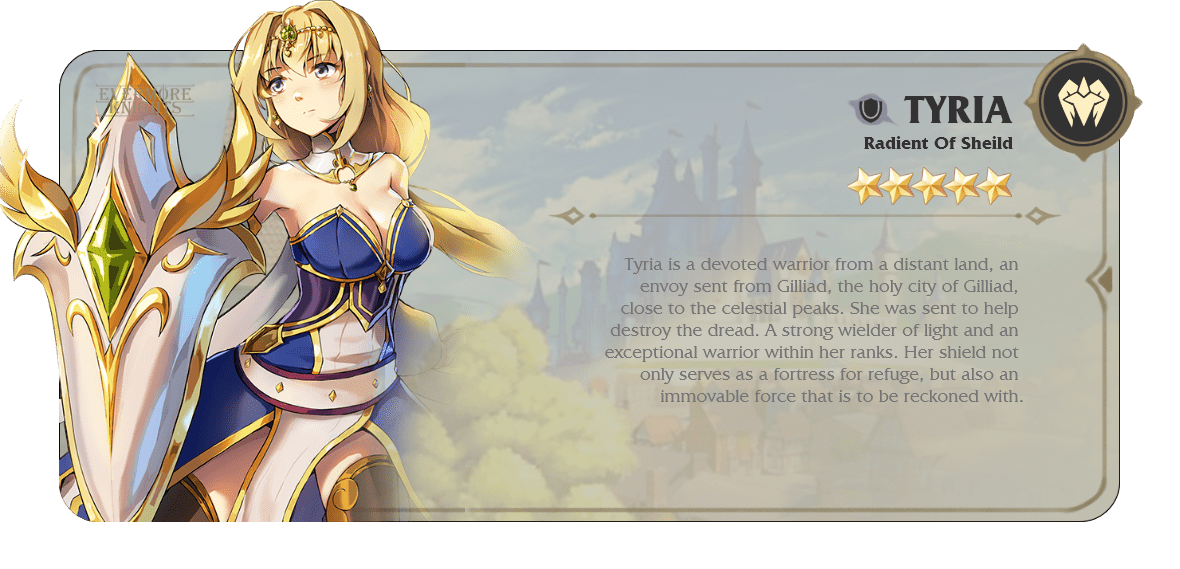 EVERMORE
KNIGHTS
TYRIA
Radient Of Sheild
Tyria is a devoted warrior from a distant land, an
envoy sent from Gilliad, the holy city of Gilliad,
close to the celestial peaks. She was sent to help
destroy the dread. A strong wielder of light and an
exceptional warrior within her ranks. Her shield not
only serves as a fortress for refuge, but also an
immovable force that is to be reckoned with.